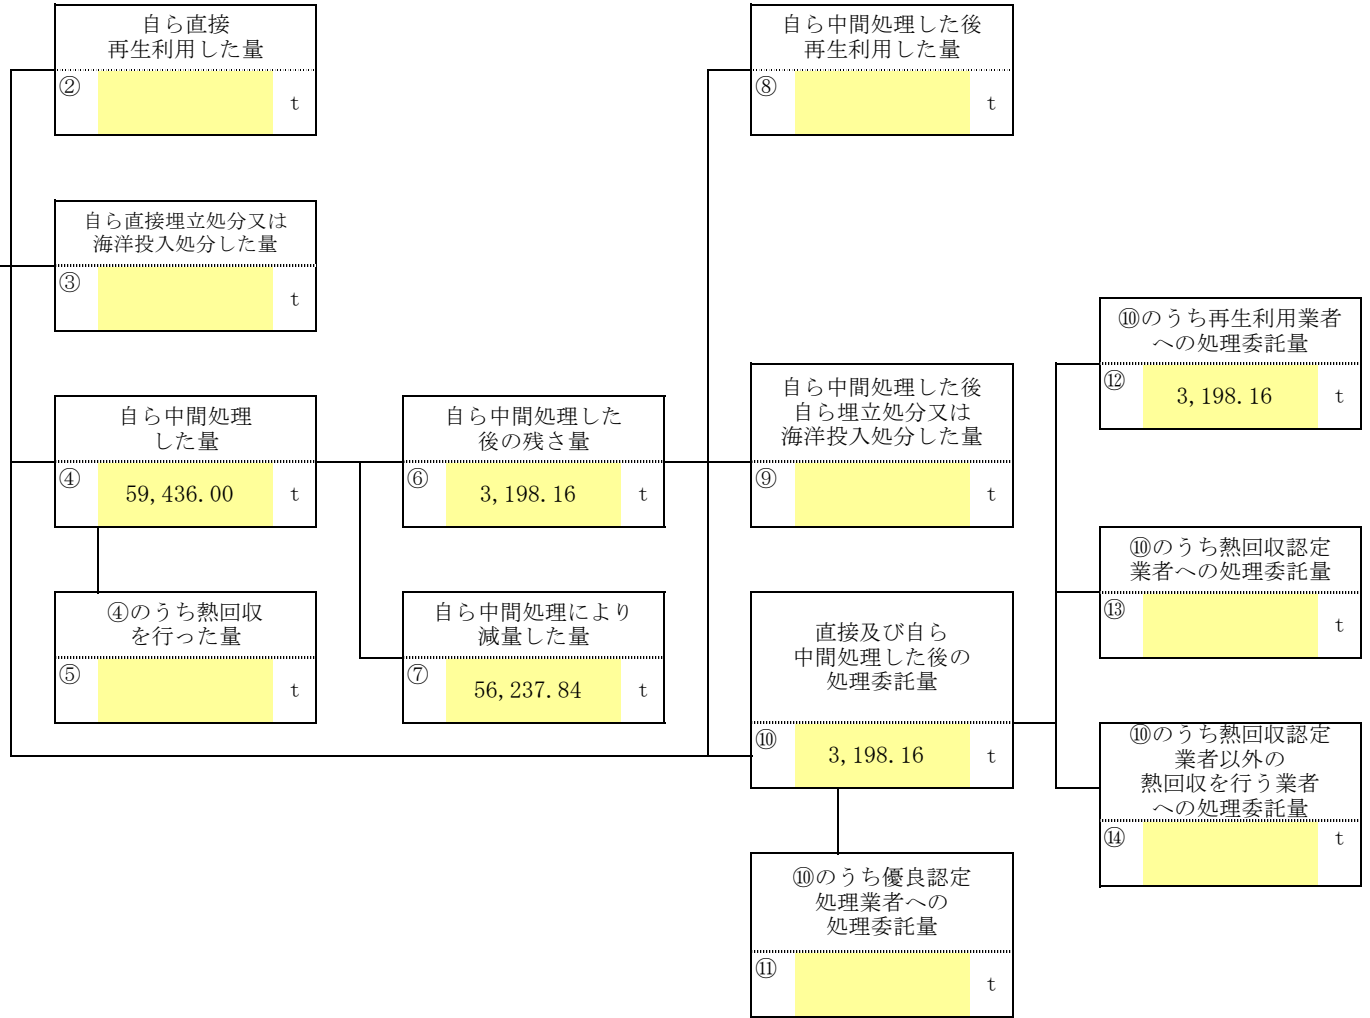 自ら直接
再生利用した量
②
t
自ら中間処理した後
再生利用した量
⑧
t
自ら直接埋立処分又は
海洋投入処分した量
③
t
⑩のうち再生利用業者
への処理委託量
⑫
3,198.16
t
自ら中間処理
した量
④
59,436.00
t
自ら中間処理した
後の残さ量
⑥
3,198.16
t
自ら中間処理した後
自ら埋立処分又は
海洋投入処分した量
⑨
t
⑩のうち熱回収認定
業者への処理委託量
⑬
t
④のうち熱回収
を行った量
⑤
t
自ら中間処理により
減量した量
⑦
56,237.84
t
直接及び自ら
中間処理した後の
処理委託量
⑩
3,198.16
t
⑩のうち熱回収認定
業者以外の
熱回収を行う業者
への処理委託量
⑭
t
⑩のうち優良認定
処理業者への
処理委託量
⑪
t